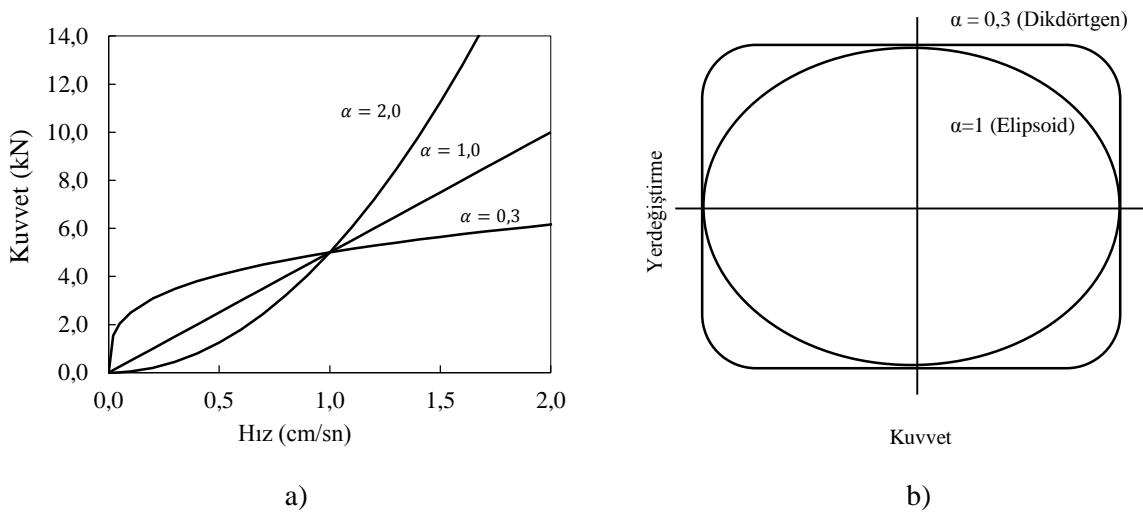 14,0
12,0
10,0
8,0
6,0
4,0
2,0
0,0
0,0 0,5 1,0 1,5 2,0
Kuvvet (kN)
Hız (cm/sn)
𝛼 = 2,0
𝛼 = 1,0
𝛼 = 0,3
a)
α = 0,3 (Dikdörtgen)
α=1 (Elipsoid)
Yerdeğiştirme
Kuvvet
b)